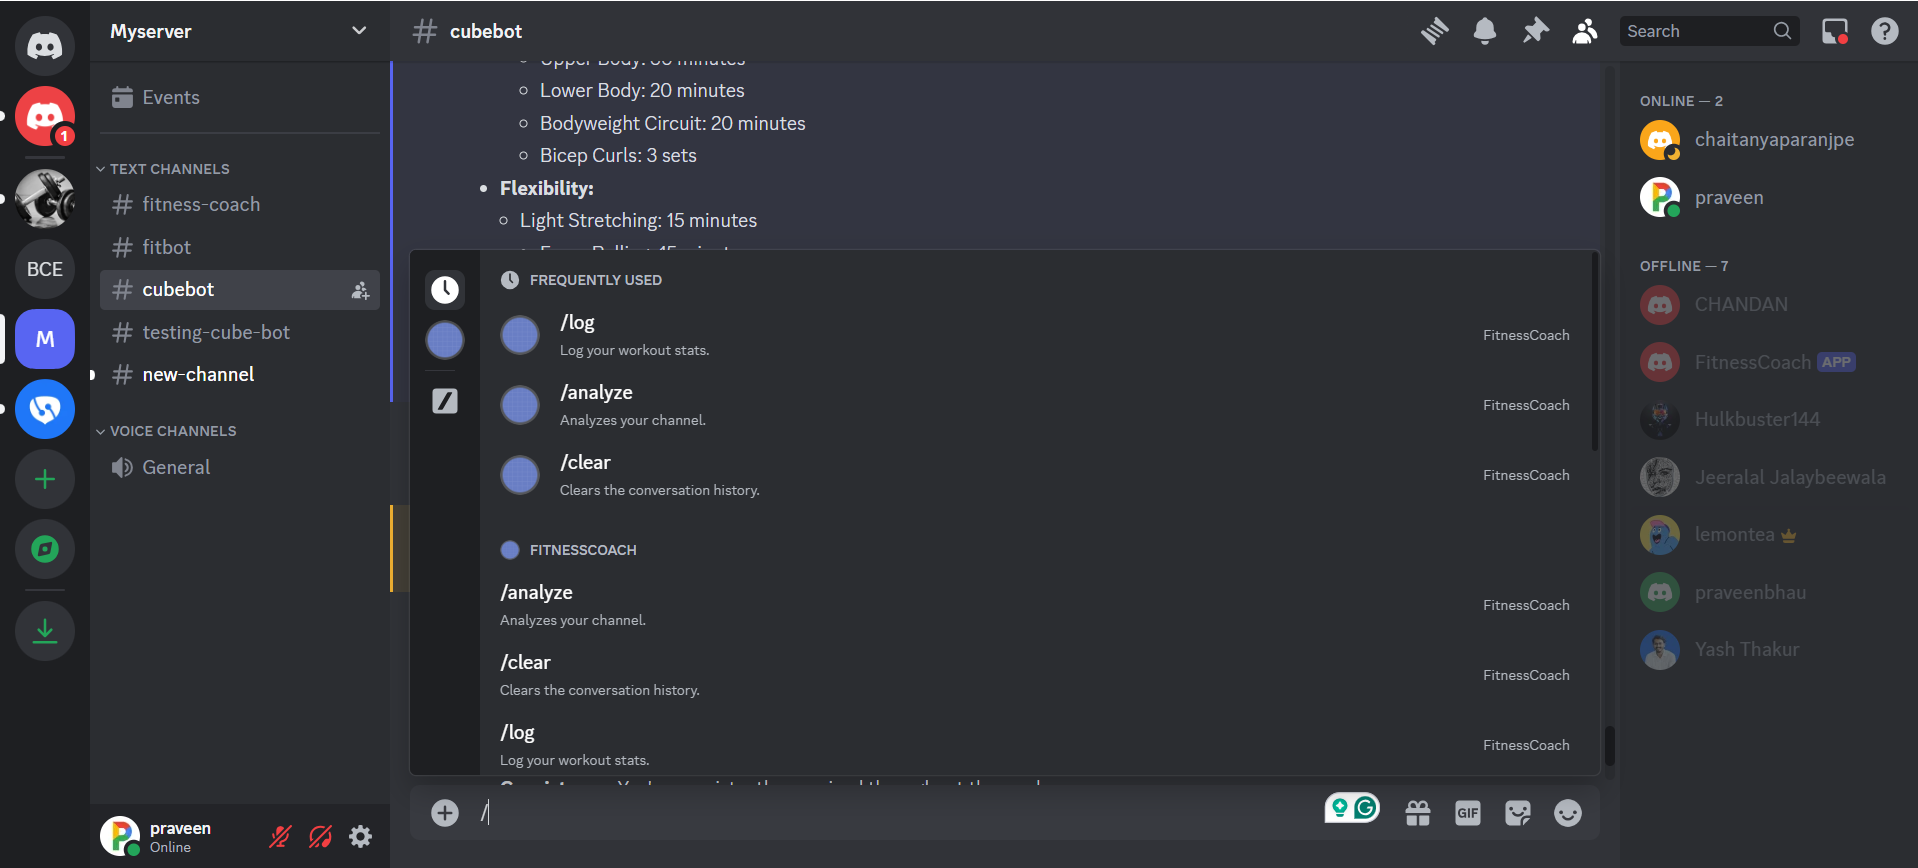 1
BCE
M
Myserver
Events
TEXT CHANNELS
fitness-coach
fitbot
cubebot
testing-cube-bot
new-channel
VOICE CHANNELS
General
praveen
Online
# cubebot
Search
Upper Body: 30 minutes
Lower Body: 20 minutes
Bodyweight Circuit: 20 minutes
Bicep Curls: 3 sets
Flexibility:
Light Stretching: 15 minutes
FREQUENTLY USED
/log
Log your workout stats.
FitnessCoach
/analyze
Analyzes your channel.
FitnessCoach
/clear
Clears the conversation history.
FitnessCoach
FITNESSCOACH
/analyze
Analyzes your channel.
FitnessCoach
/clear
Clears the conversation history.
FitnessCoach
/log
Log your workout stats.
FitnessCoach
/
GIF
ONLINE — 2
chaitanyaparanjpe
praveen
OFFLINE — 7
CHANDAN
FitnessCoach APP
Hulkbuster144
Jeeralal Jalaybeewala
lemontea
praveenbhau
Yash Thakur